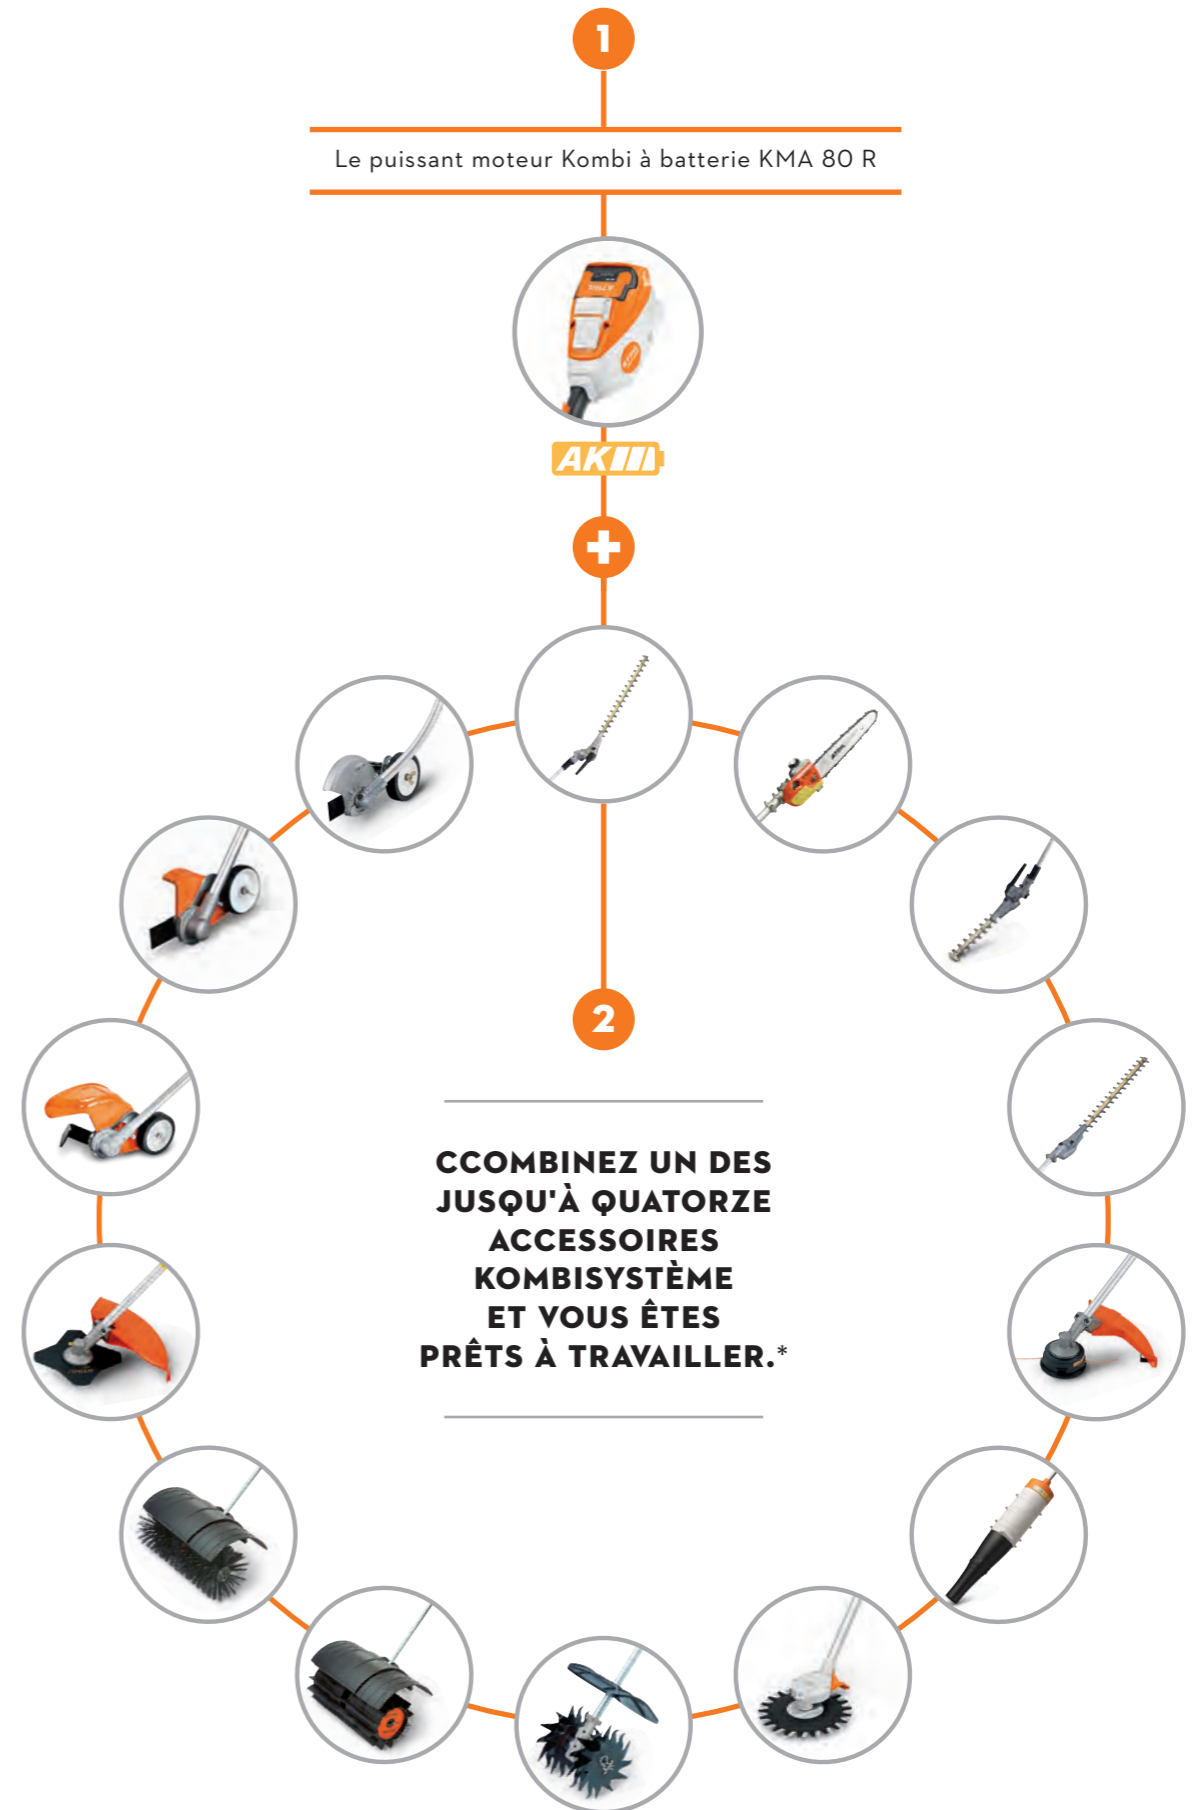 1
Le puissant moteur Kombi à batterie KMA 80 R
STIHL
AK
2
CCOMBINEZ UN DES
JUSQU'À QUATORZE
ACCESSOIRES
KOMBISYSTÈME
ET VOUS ÊTES
PRÊTS À TRAVAILLER.*